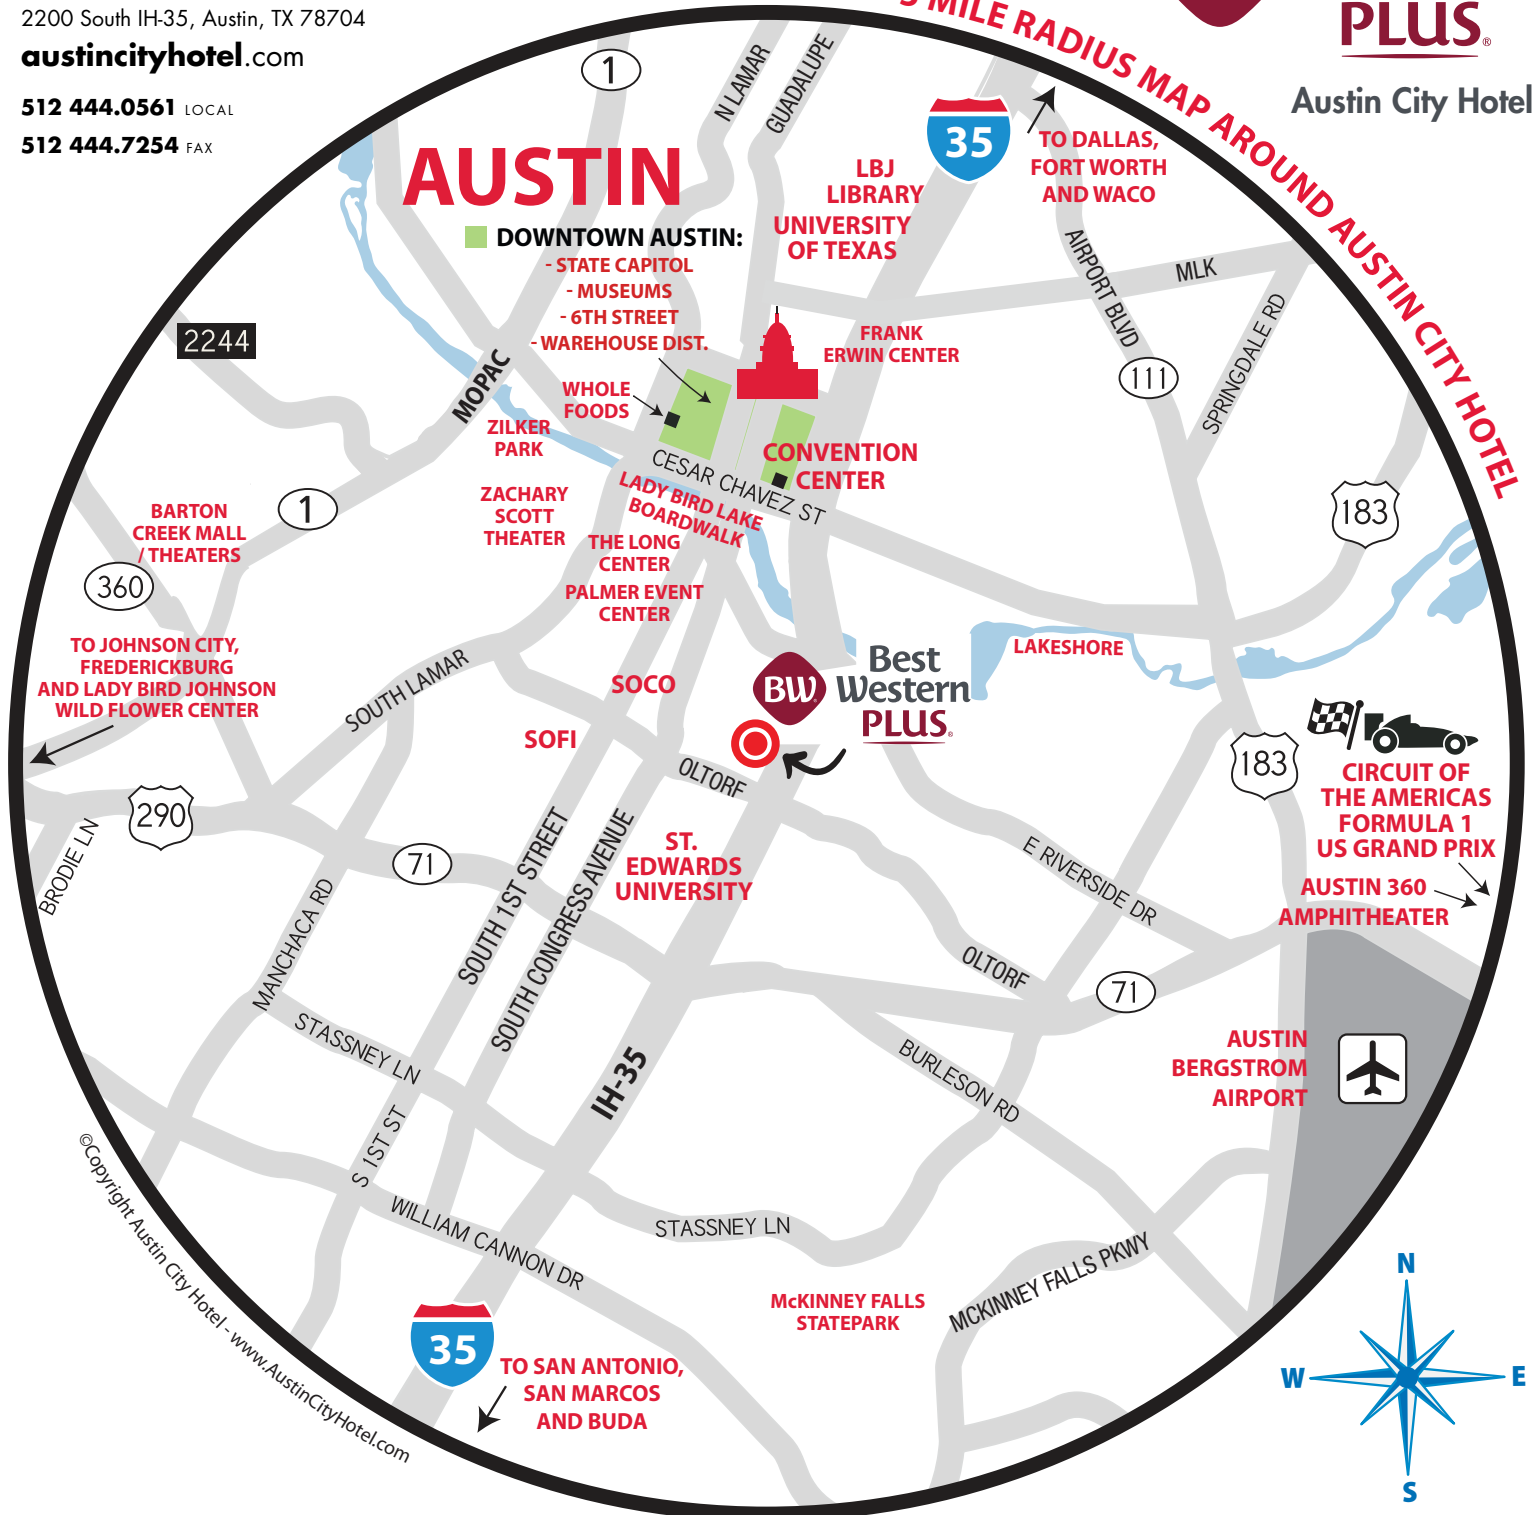 2200 South IH-35, Austin, TX 78704
austincityhotel.com
512 444.0561 LOCAL
512 444.7254 FAX
MILE RADIUS MAP AROUND AUSTIN CITY HOTEL
PLUS®
Austin City Hotel
1
N LAMAR
GUADALUPE
35
TO DALLAS,
FORT WORTH
AND WACO
AUSTIN
LBJ
LIBRARY
UNIVERSITY
OF TEXAS
DOWNTOWN AUSTIN:
- STATE CAPITOL
- MUSEUMS
- 6TH STREET
- WAREHOUSE DIST.
AIRPORT BLVD
MLK
SPRINGDALE RD
2244
MOPAC
FRANK
ERWIN CENTER
111
WHOLE
FOODS
ZILKER
PARK
CONVENTION
CENTER
CESAR CHAVEZ ST
LADY BIRD LAKE
BOARDWALK
183
1
BARTON
CREEK MALL
/ THEATERS
ZACHARY
SCOTT
THEATER
THE LONG
CENTER
360
PALMER EVENT
CENTER
TO JOHNSON CITY,
FREDERICKBURG
AND LADY BIRD JOHNSON
WILD FLOWER CENTER
SOUTH LAMAR
SOCO
SOFI
BW®
Best
Western
PLUS®
LAKESHORE
183
CIRCUIT OF
THE AMERICAS
FORMULA 1
US GRAND PRIX
AUSTIN 360
AMPHITHEATER
OLTORF
290
BRODIE LN
71
MANCHACA RD
SOUTH 1ST STREET
SOUTH CONGRESS AVENUE
ST.
EDWARDS
UNIVERSITY
E RIVERSIDE DR
OLTORF
71
STASSNEY LN
IH-35
BURLESON RD
AUSTIN
BERGSTROM
AIRPORT
S 1ST ST
WILLIAM CANNON DR
STASSNEY LN
MCKINNEY FALLS PKWY
McKINNEY FALLS
STATEPARK
35
TO SAN ANTONIO,
SAN MARCOS
AND BUDA
©Copyright Austin City Hotel - www.AustinCityHotel.com
N
W
E
S